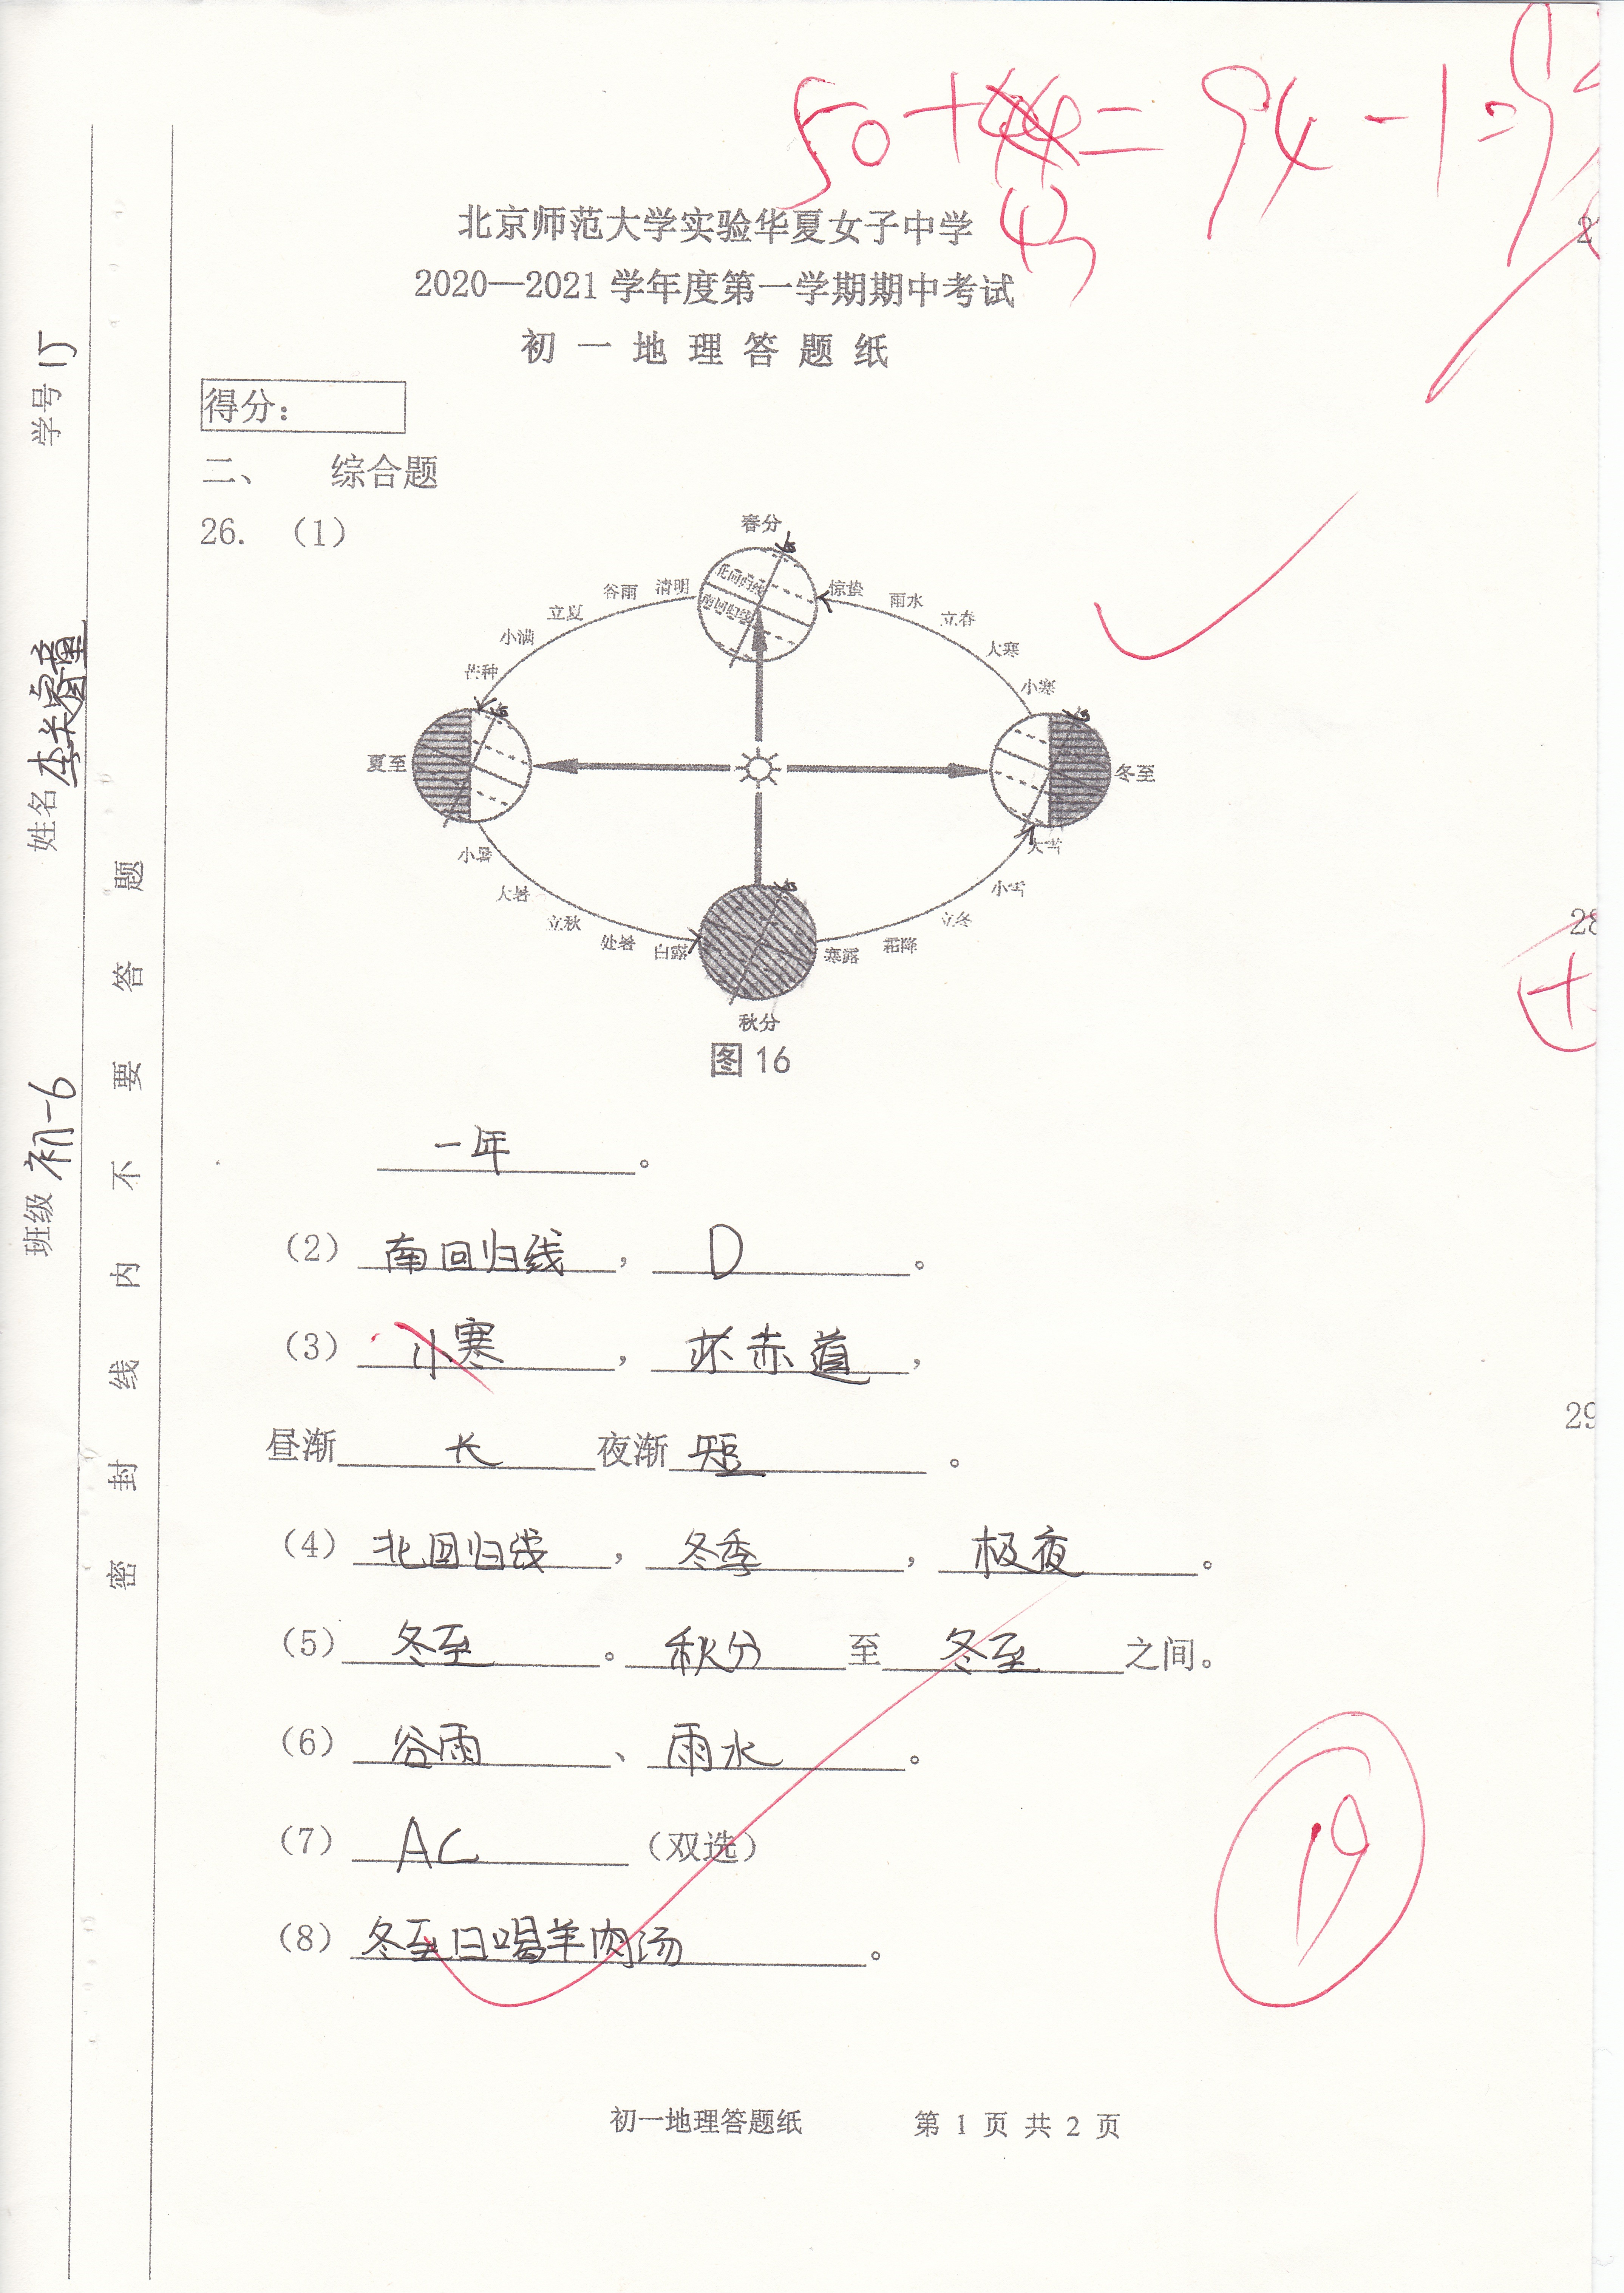 50+44=94-1=9
43
北京师范大学实验华夏女子中学
2020—2021学年度第一学期期中考试
初一地理答题纸
得分：
二、 综合题
26. （1）
春分
清明
谷雨
立夏
小满
芒种
惊蛰
雨水
立春
大寒
小寒
北回归线
南回归线
夏至
冬至
小暑
大暑
立秋
处暑
白露
大雪
小雪
立冬
霜降
寒露
秋分
图 16
一年。
（2） 南回归线， D。
（3） 小寒， 赤道，
昼渐 长 夜渐 短。
（4） 北回归线， 冬季， 极夜。
（5） 冬至。 秋分 至 冬至 之间。
（6） 谷雨、 雨水。
（7） AC （双选）
（8） 冬至日喝羊肉汤。
19
初一地理答题纸 第 1 页 共 2 页
学号 15
姓名
班级 初一6
密封线内不要答题
28
29